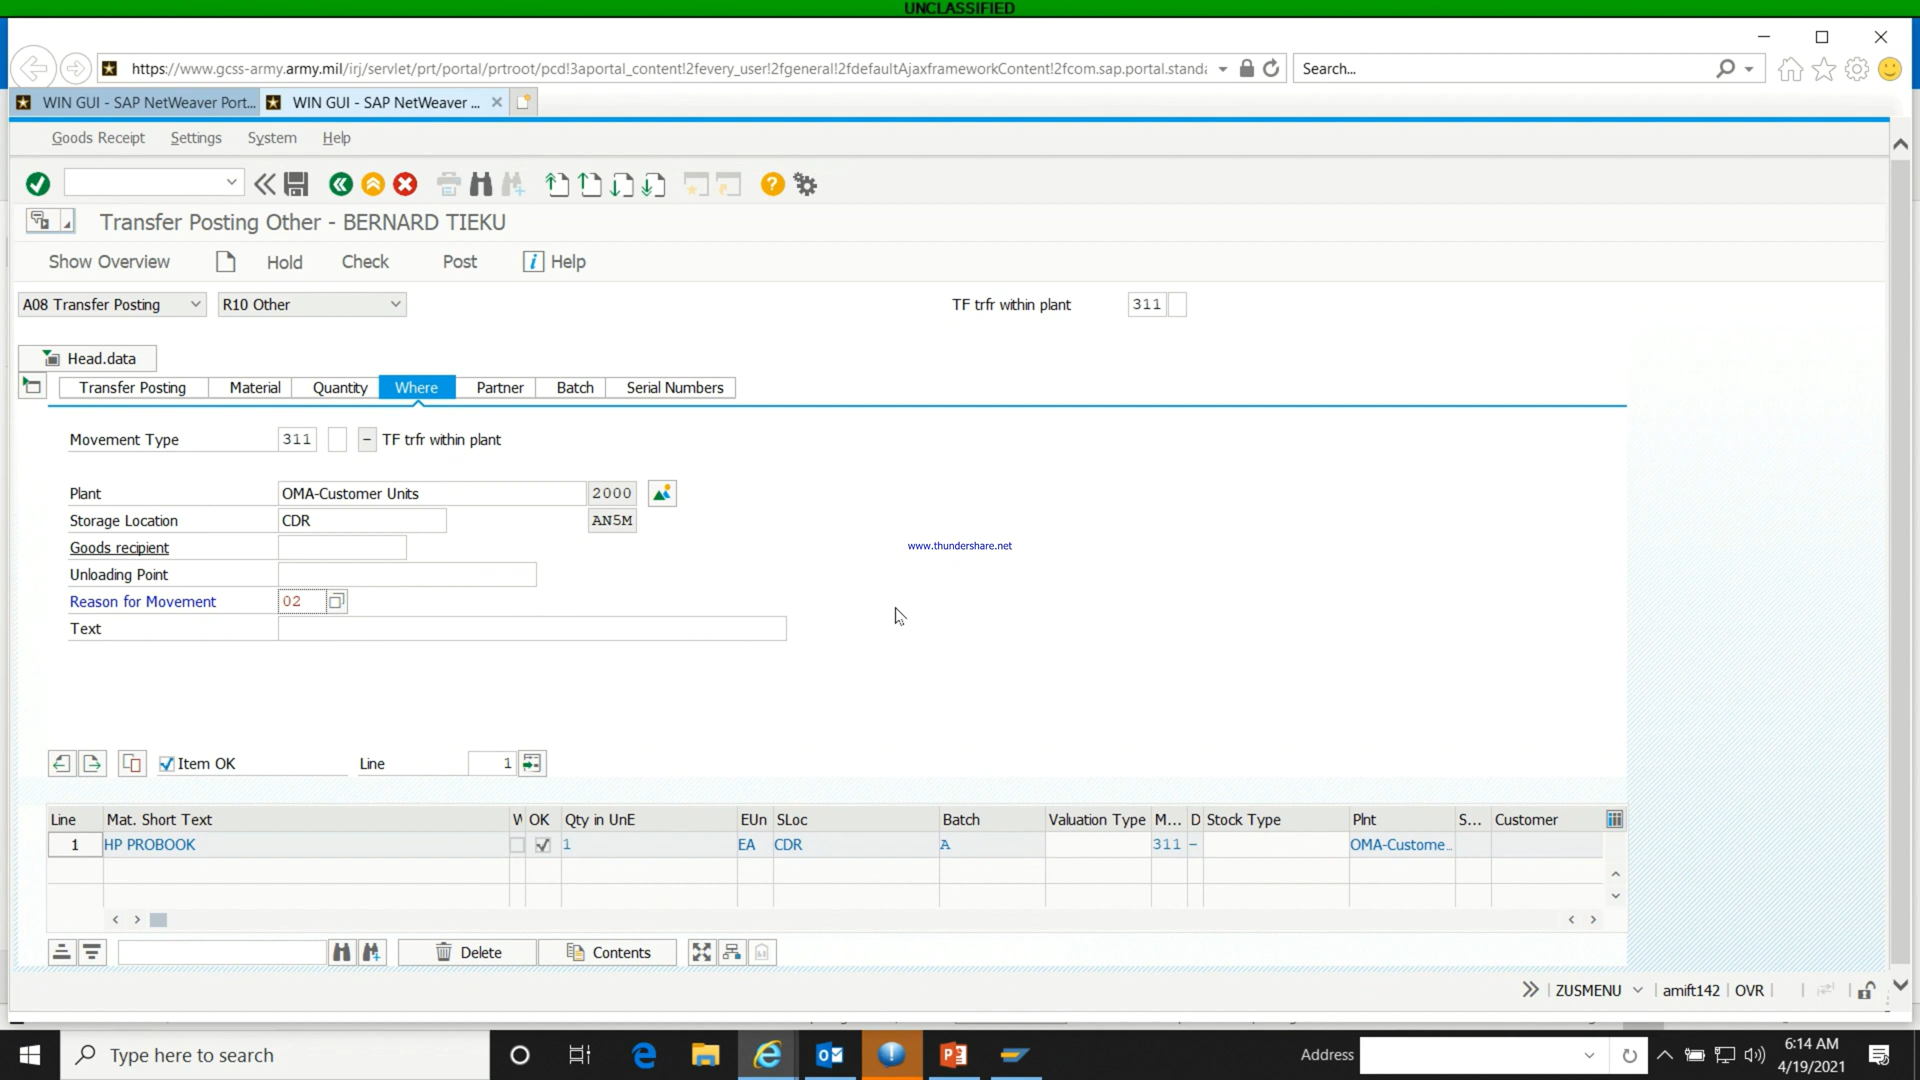 UNCLASSIFIED
https://www.gcss-army.army.mil/irj/servlet/prt/portal/prtroot/pcd!3aportal_content!2fevery_user!2fgeneral!2fdefaultAjaxframeworkContent!2fcom.sap.portal.standa
Search...
WIN GUI - SAP NetWeaver Port...
WIN GUI - SAP NetWeaver ...
Goods Receipt Settings System Help
Transfer Posting Other - BERNARD TIEKU
Show Overview Hold Check Post Help
A08 Transfer Posting R10 Other TF trfr within plant 311
Head.data
Transfer Posting Material Quantity Where Partner Batch Serial Numbers
Movement Type 311 - TF trfr within plant
Plant OMA-Customer Units 2000
Storage Location CDR AN5M
Goods recipient
www.thundershare.net
Unloading Point
Reason for Movement 02
Text
Item OK Line 1
Line Mat. Short Text V OK Qty in UnE EUn SLoc Batch Valuation Type M... D Stock Type Plnt S... Customer
1 HP PROBOOK 1 EA CDR A 311 - OMA-Custome...
Delete Contents
ZUSMENU amift142 OVR
Type here to search
Address
6:14 AM
4/19/2021